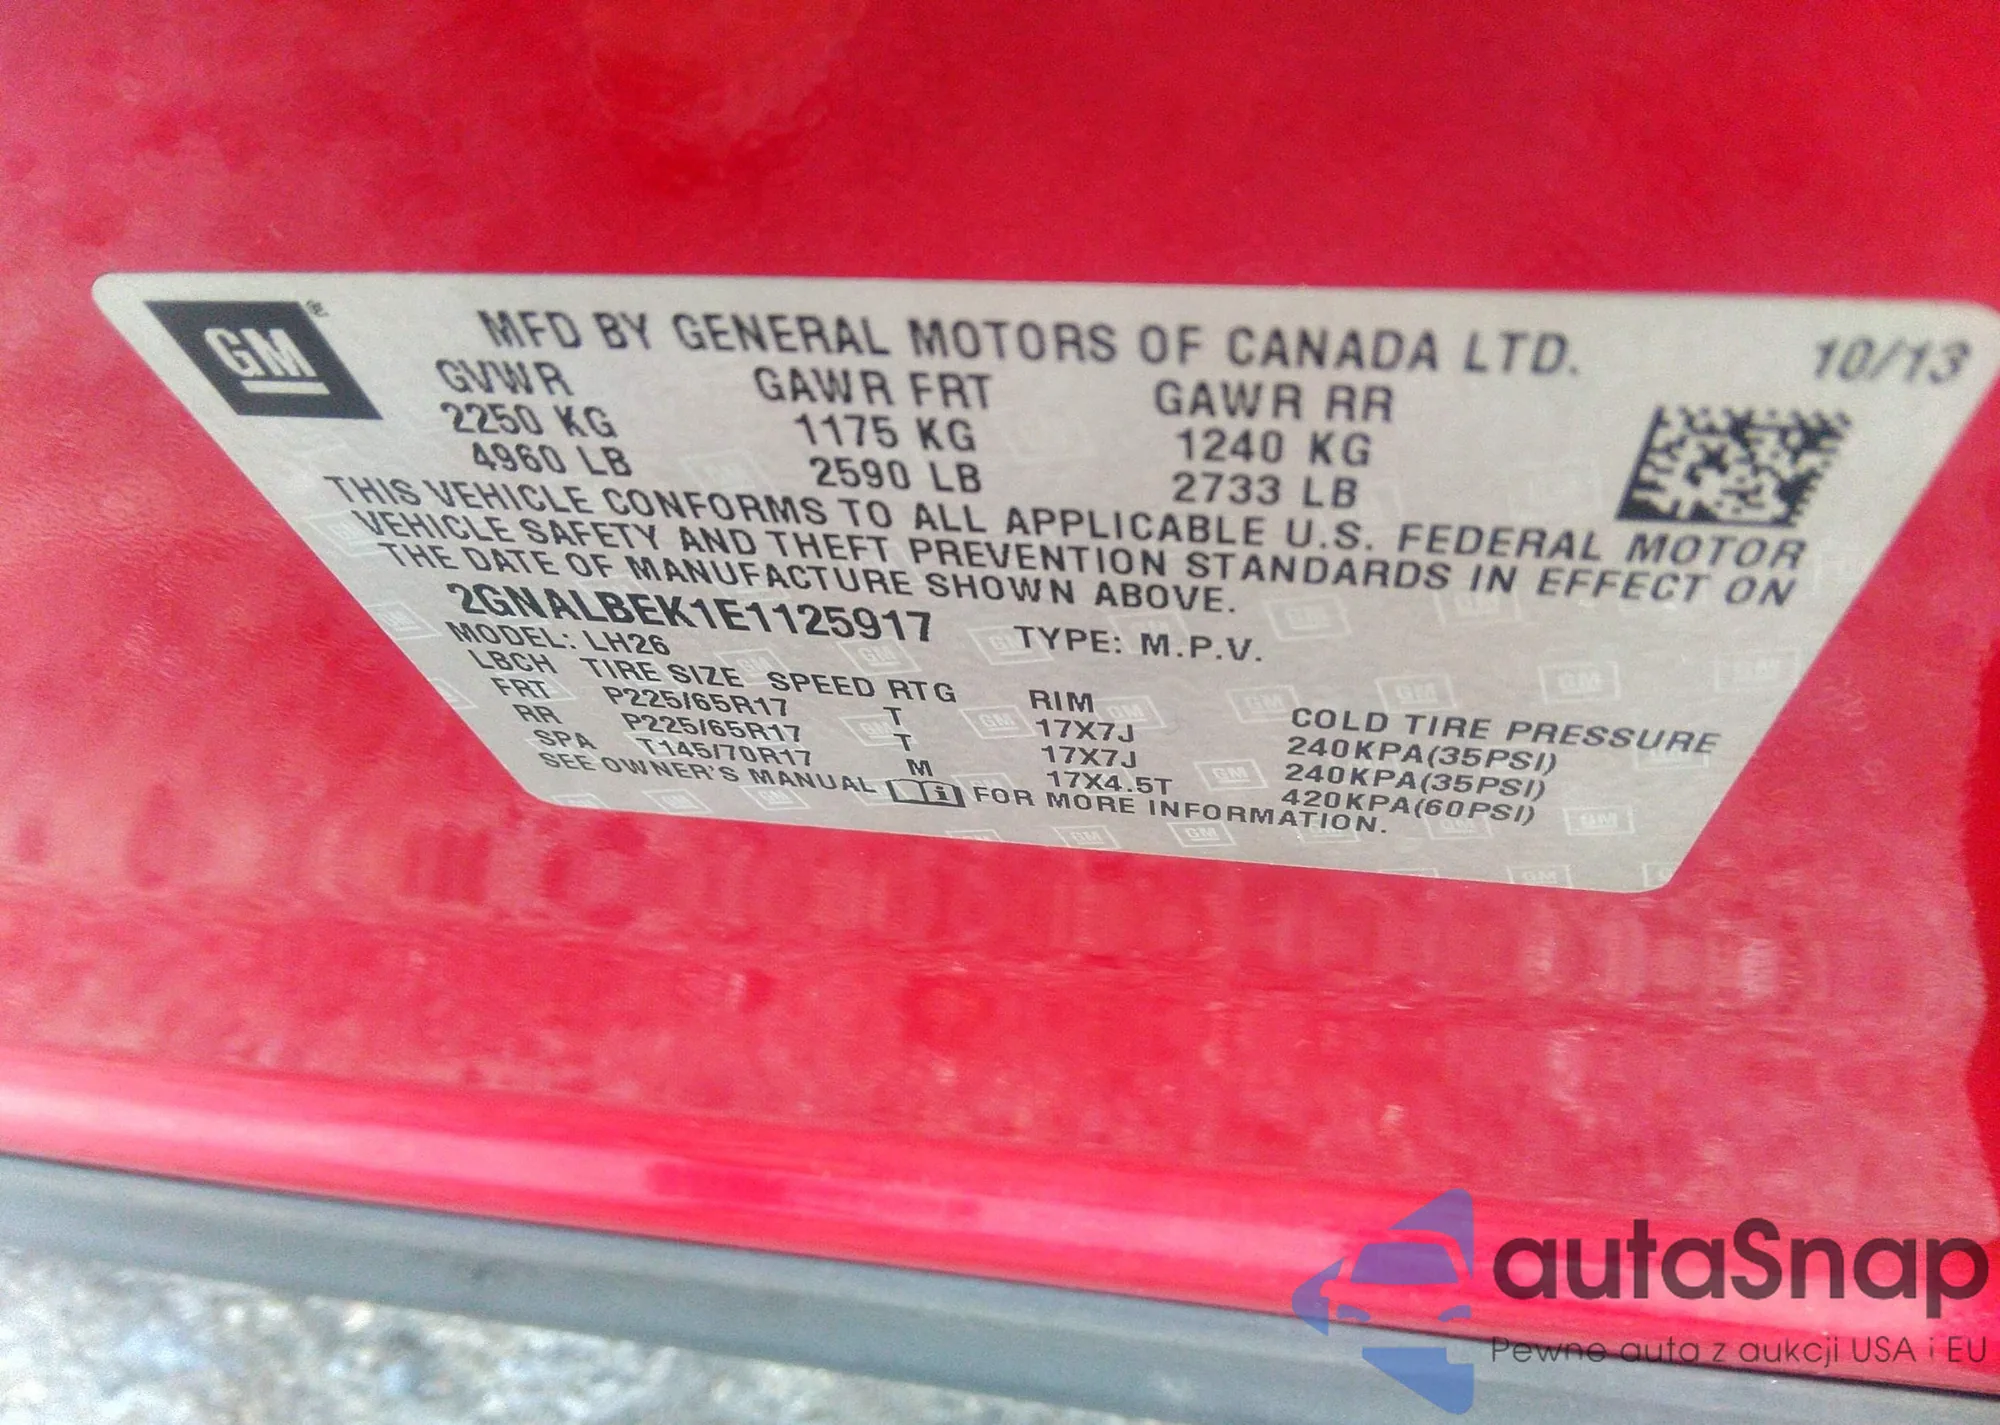 GM ®
MFD BY GENERAL MOTORS OF CANADA LTD. 10/13
GVWR GAWR FRT GAWR RR
2250 KG 1175 KG 1240 KG
4960 LB 2590 LB 2733 LB
THIS VEHICLE CONFORMS TO ALL APPLICABLE U.S. FEDERAL MOTOR
VEHICLE SAFETY AND THEFT PREVENTION STANDARDS IN EFFECT ON
THE DATE OF MANUFACTURE SHOWN ABOVE.
2GNALBEK1E1125917 TYPE: M.P.V.
MODEL: LH26
LBCH TIRE SIZE SPEED RTG RIM COLD TIRE PRESSURE
FRT P225/65R17 T 17X7J 240KPA(35PSI)
RR P225/65R17 T 17X7J 240KPA(35PSI)
SPA T145/70R17 M 17X4.5T 420KPA(60PSI)
SEE OWNER'S MANUAL FOR MORE INFORMATION.
autaSnap
Pewne auta z aukcji USA i EU